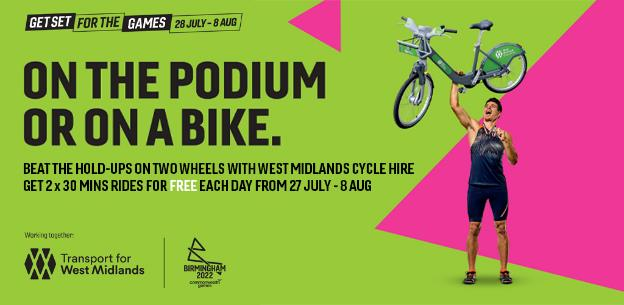 GET SET FOR THE GAMES 28 JULY - 8 AUG
ON THE PODIUM
OR ON A BIKE.
BEAT THE HOLD-UPS ON TWO WHEELS WITH WEST MIDLANDS CYCLE HIRE
GET 2 x 30 MINS RIDES FOR FREE EACH DAY FROM 27 JULY - 8 AUG
Working together:
Transport for
West Midlands
BIRMINGHAM
2022
commonwealth
games